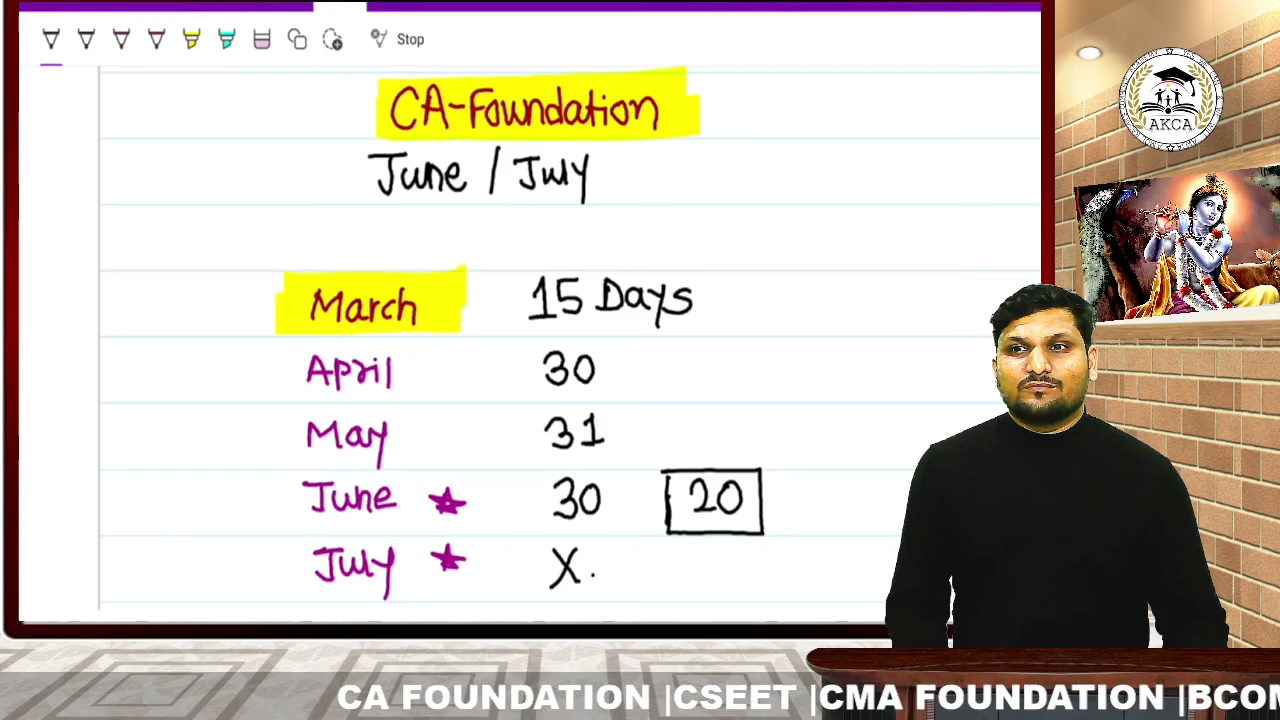 Stop
CA-Foundation
June / July
March 15 Days
April 30
May 31
June ★ 30 20
July ★ X.
AKCA
CA FOUNDATION |CSEET |CMA FOUNDATION |BCOM